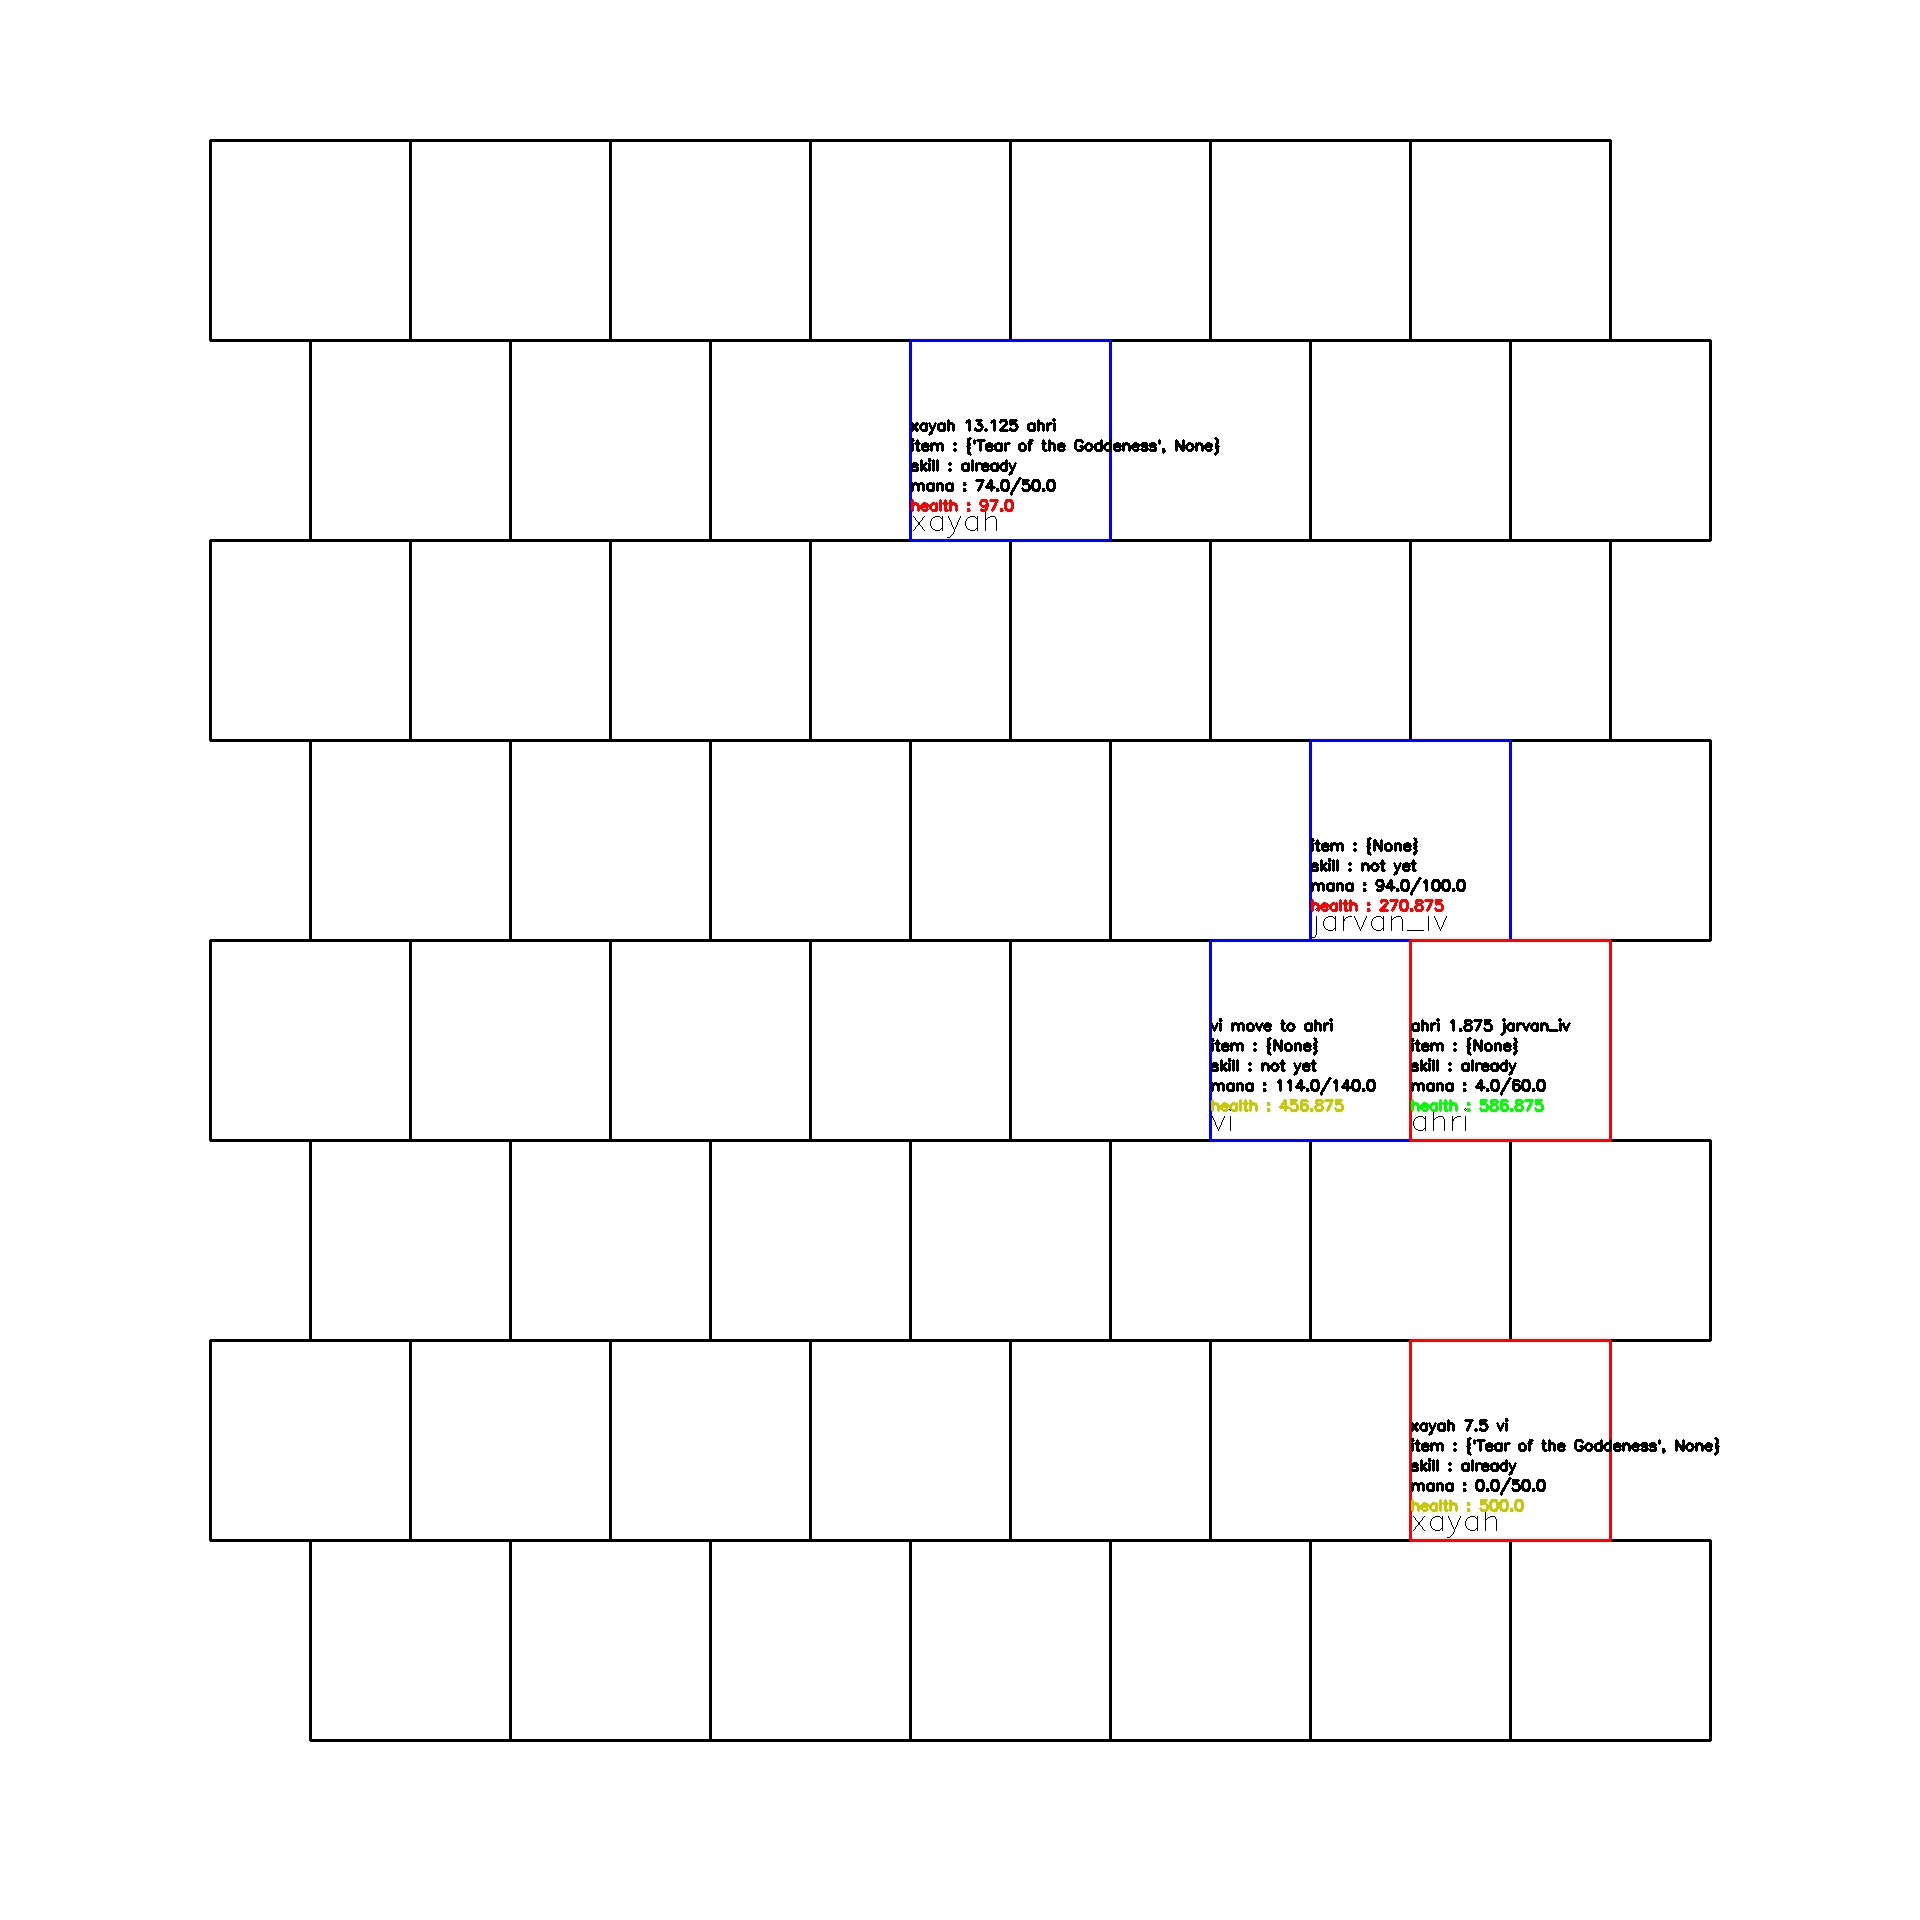 xayah 13.125 ahri
item : {'Tear of the Goddeness', None}
skill : already
mana : 74.0/50.0
health : 97.0
xayah
item : {None}
skill : not yet
mana : 94.0/100.0
health : 270.875
jarvan_iv
vi move to ahri
item : {None}
skill : not yet
mana : 114.0/140.0
health : 456.875
vi
ahri 1.875 jarvan_iv
item : {None}
skill : already
mana : 4.0/60.0
health : 586.875
ahri
xayah 7.5 vi
item : {'Tear of the Goddeness', None}
skill : already
mana : 0.0/50.0
health : 500.0
xayah